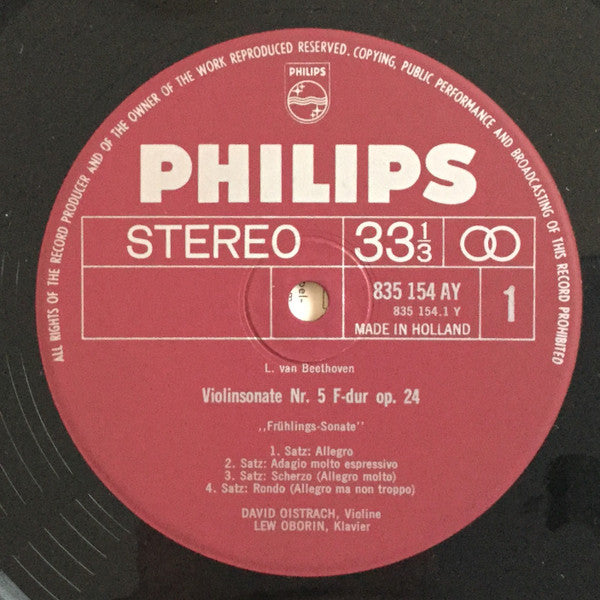 ALL RIGHTS OF THE RECORD PRODUCER AND OF THE OWNER OF THE WORK REPRODUCED RESERVED. COPYING, PUBLIC PERFORMANCE AND BROADCASTING OF THIS RECORD PROHIBITED
PHILIPS
PHILIPS
STEREO 33 1/3
835 154 AY 1
835 154.1 Y
MADE IN HOLLAND
L. van Beethoven
Violinsonate Nr. 5 F-dur op. 24
,,Frühlings-Sonate''
1. Satz: Allegro
2. Satz: Adagio molto espressivo
3. Satz: Scherzo (Allegro molto)
4. Satz: Rondo (Allegro ma non troppo)
DAVID OISTRACH, Violine
LEW OBORIN, Klavier